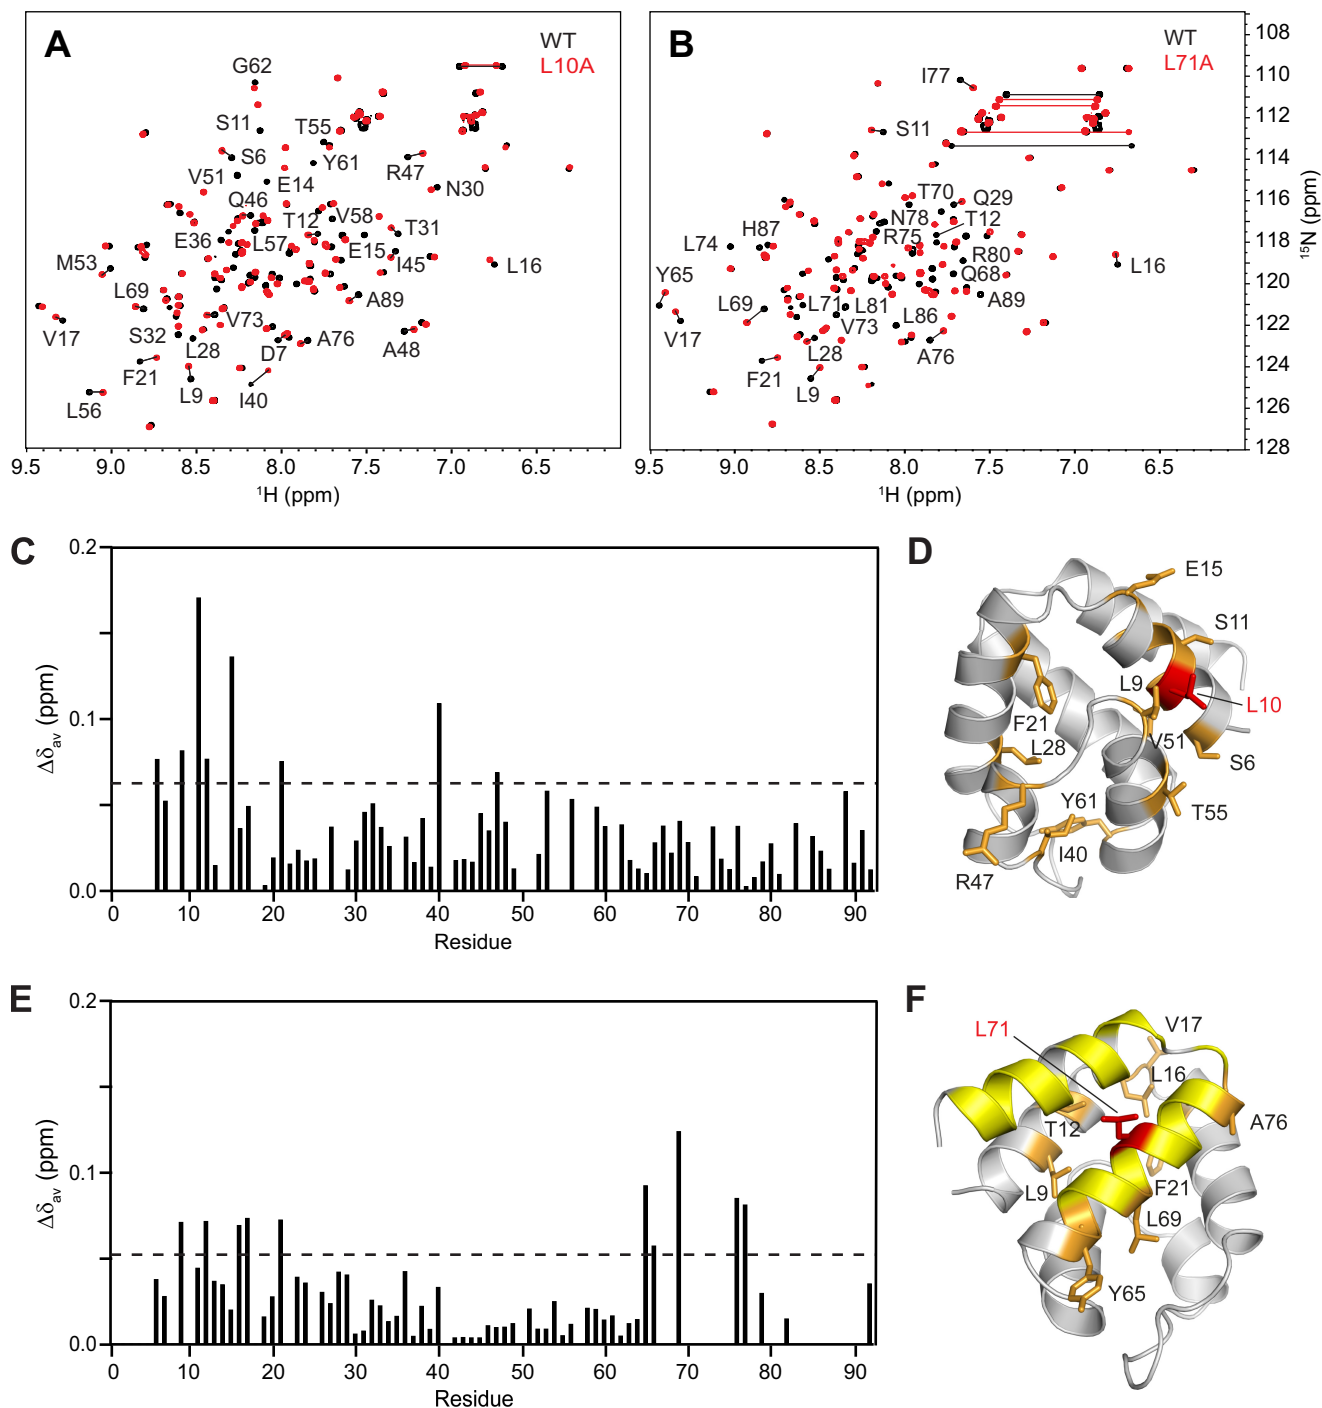 A
WT
L10A
G62
S11
S6
V51
T55
Y61
R47
E14
N30
Q46
T12
V58
T31
E36
L57
E15
I45
M53
L16
L69
A89
V17
S32
V73
L28
D7
A76
A48
F21
L9
I40
L56
9.5 9.0 8.5 8.0 7.5 7.0 6.5
¹H (ppm)
B
WT
L71A
I77
S11
T70
Q29
N78
T12
H87
R75
L74
R80
L16
Y65
Q68
L69
L71
L81
A89
V17
V73
L86
L28
A76
F21
L9
9.5 9.0 8.5 8.0 7.5 7.0 6.5
¹H (ppm)
108
110
112
114
116
118
120
122
124
126
128
¹⁵N (ppm)
C
0.2
0.1
0.0
Δδav (ppm)
0 10 20 30 40 50 60 70 80 90
Residue
D
E15
S11
L9
L10
F21
V51
L28
S6
Y61
T55
I40
R47
E
0.2
0.1
0.0
Δδav (ppm)
0 10 20 30 40 50 60 70 80 90
Residue
F
L71
V17
L16
T12
A76
L9
F21
L69
Y65